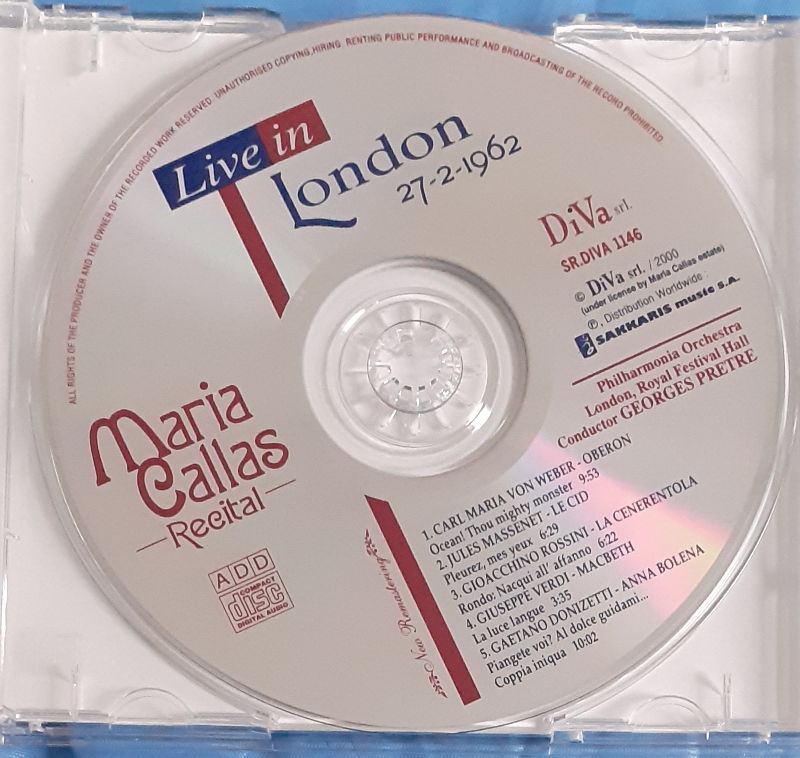 ALL RIGHTS OF THE PRODUCER AND THE OWNER OF THE RECORDED WORK RESERVED. UNAUTHORISED COPYING, HIRING. RENTING PUBLIC PERFORMANCE AND BROADCASTING OF THE RECORD PROHIBITED.
Live in
London
27-2-1962
DiVa srl.
SR.DIVA 1146
© DiVa srl. / 2000
(under license by Maria Callas estate)
℗, Distribution Worldwide :
SAKKARIS music S.A.
Philharmonia Orchestra
London, Royal Festival Hall
Conductor GEORGES PRETRE
Maria
Callas
Recital
ADD
COMPACT
disc
DIGITAL AUDIO
New Remastering
1. CARL MARIA VON WEBER - OBERON
Ocean! Thou mighty monster 9:53
2. JULES MASSENET - LE CID
Pleurez, mes yeux 6:29
3. GIOACCHINO ROSSINI - LA CENERENTOLA
Rondo: Nacqui all' affanno 6:22
4. GIUSEPPE VERDI - MACBETH
La luce langue 3:35
5. GAETANO DONIZETTI - ANNA BOLENA
Piangete voi? Al dolce guidami...
Coppia iniqua 10:02